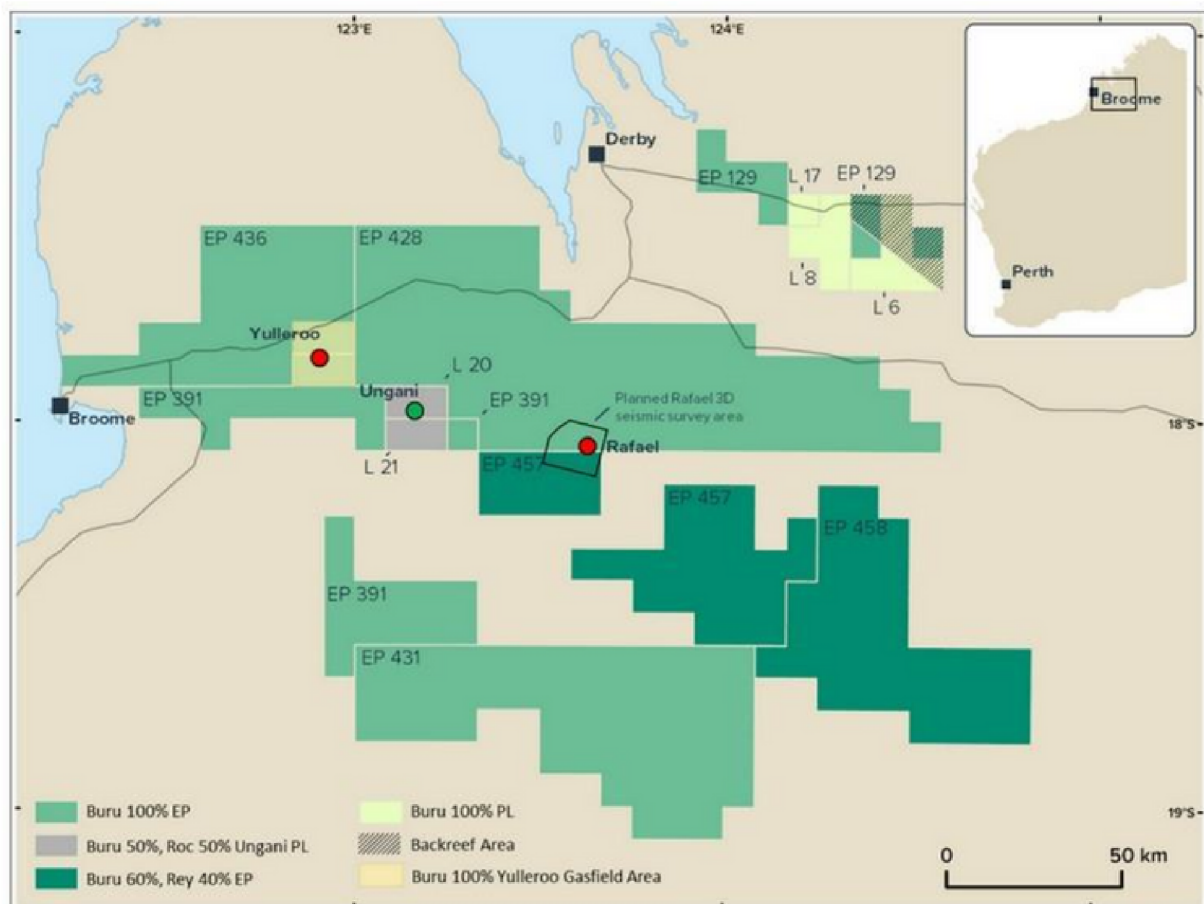 123°E
124°E
Broome
Perth
Derby
EP 129
L 17
EP 129
L 8
L 6
EP 436
EP 428
Yulleroo
L 20
Ungani
EP 391
EP 391
Planned Rafael 3D
seismic survey area
Broome
18°S
Rafael
L 21
EP 457
EP 457
EP 458
EP 391
EP 431
Buru 100% EP
Buru 50%, Roc 50% Ungani PL
Buru 60%, Rey 40% EP
Buru 100% PL
Backreef Area
Buru 100% Yulleroo Gasfield Area
19°S
0
50 km